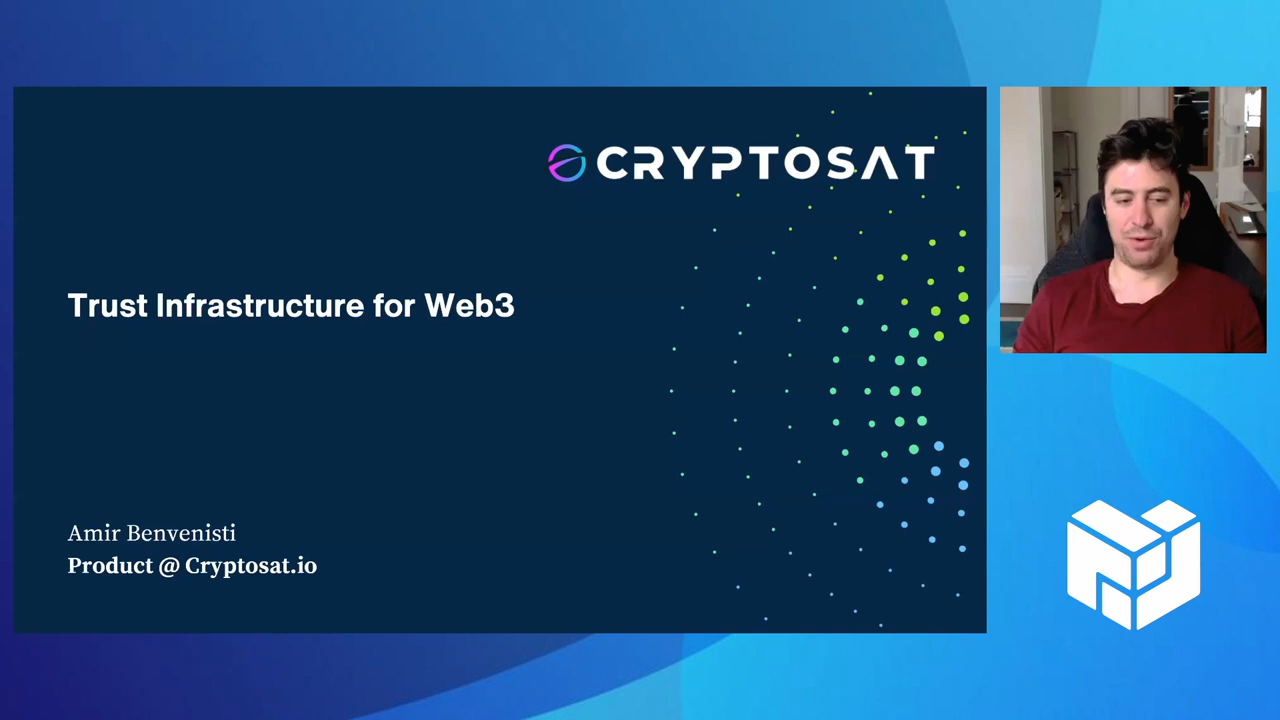 CRYPTOSAT
Trust Infrastructure for Web3
Amir Benvenisti
Product @ Cryptosat.io